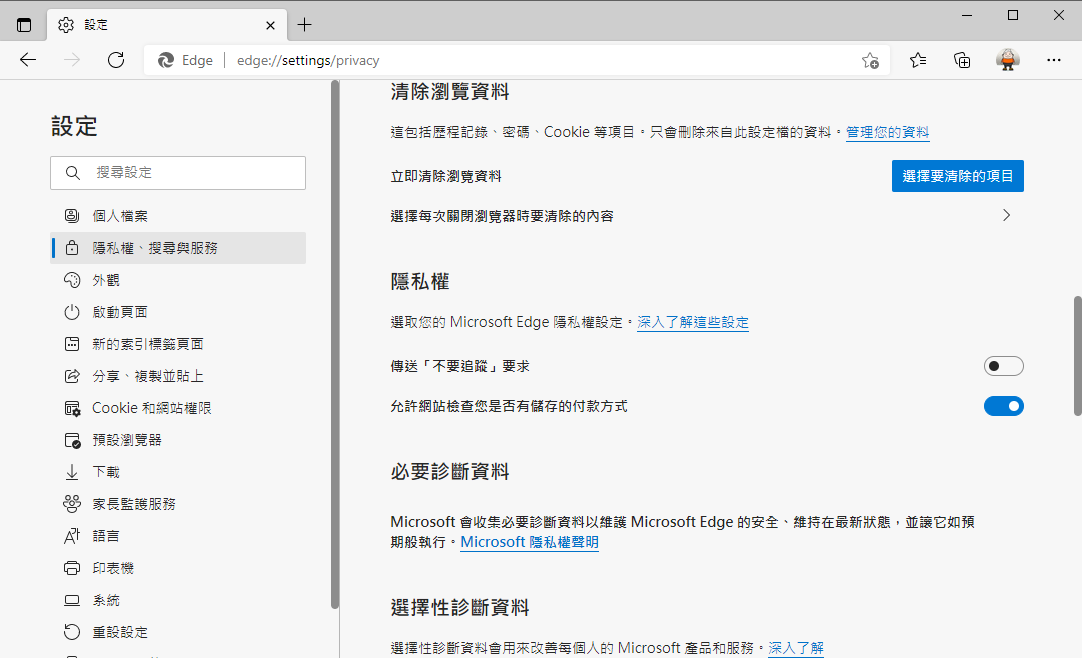 設定
Edge
edge://settings/privacy
設定
搜尋設定
個人檔案
隱私權、搜尋與服務
外觀
啟動頁面
新的索引標籤頁面
分享、複製並貼上
Cookie 和網站權限
預設瀏覽器
下載
家長監護服務
語言
印表機
系統
重設設定
清除瀏覽資料
這包括歷程記錄、密碼、Cookie 等項目。只會刪除來自此設定檔的資料。管理您的資料
立即清除瀏覽資料
選擇要清除的項目
選擇每次關閉瀏覽器時要清除的內容
隱私權
選取您的 Microsoft Edge 隱私權設定。深入了解這些設定
傳送「不要追蹤」要求
允許網站檢查您是否有儲存的付款方式
必要診斷資料
Microsoft 會收集必要診斷資料以維護 Microsoft Edge 的安全、維持在最新狀態，並讓它如預
期般執行。Microsoft 隱私權聲明
選擇性診斷資料
選擇性診斷資料會用來改善每個人的 Microsoft 產品和服務。深入了解